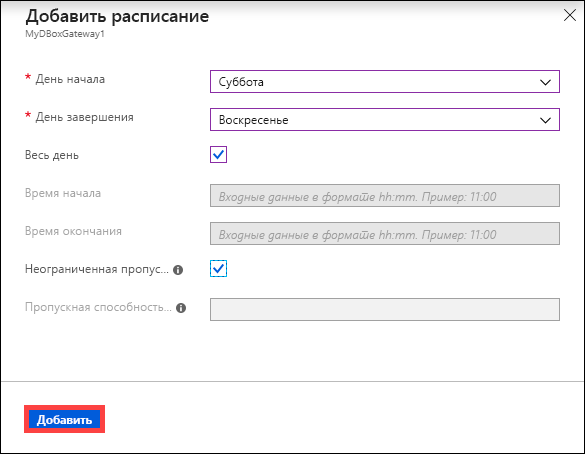 Добавить расписание
MyDBoxGateway1
* День начала
Суббота
* День завершения
Воскресенье
Весь день
Время начала
Входные данные в формате hh:mm. Пример: 11:00
Время окончания
Входные данные в формате hh:mm. Пример: 11:00
Неограниченная пропус...
Пропускная способность...
Добавить